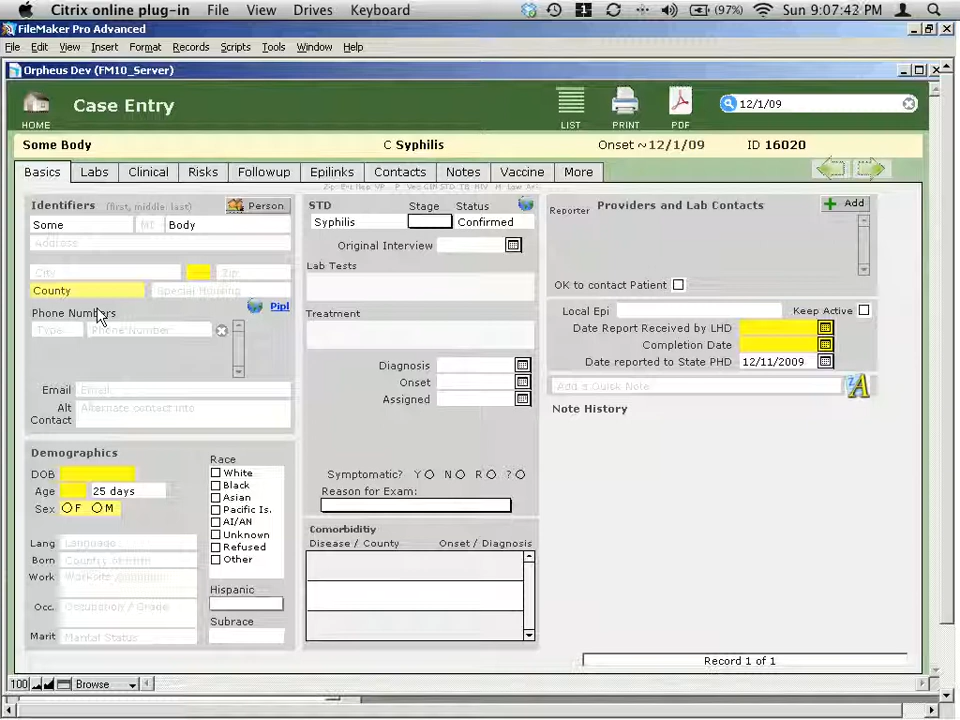 Citrix online plug-in File View Drives Keyboard (97%) Sun 9:07:42 PM
FileMaker Pro Advanced
File Edit View Insert Format Records Scripts Tools Window Help
Orpheus Dev (FM10_Server)
HOME Case Entry LIST PRINT PDF 12/1/09
Some Body C Syphilis Onset ~12/1/09 ID 16020
Basics Labs Clinical Risks Followup Epilinks Contacts Notes Vaccine More
Identifiers (first, middle, last) Person
Some MI Body
Address
City Zip
County Special Housing
Pipl
Phone Numbers
Type Phone Number
Email Email
Alt Contact Alternate contact info
Demographics
DOB
Age 25 days
Sex F M
Lang Language
Born Country of birth
Work
Occ. Occupation / Grade
Marit Marital Status
Race
White
Black
Asian
Pacific Is.
AI/AN
Unknown
Refused
Other
Hispanic
Subrace
STD Stage Status
Syphilis Confirmed
Original Interview
Lab Tests
Treatment
Diagnosis
Onset
Assigned
Symptomatic? Y N R ?
Reason for Exam:
Comorbidity
Disease / County Onset / Diagnosis
Reporter Providers and Lab Contacts Add
OK to contact Patient
Local Epi Keep Active
Date Report Received by LHD
Completion Date
Date reported to State PHD 12/11/2009
Add a Quick Note
Note History
Record 1 of 1
100 Browse